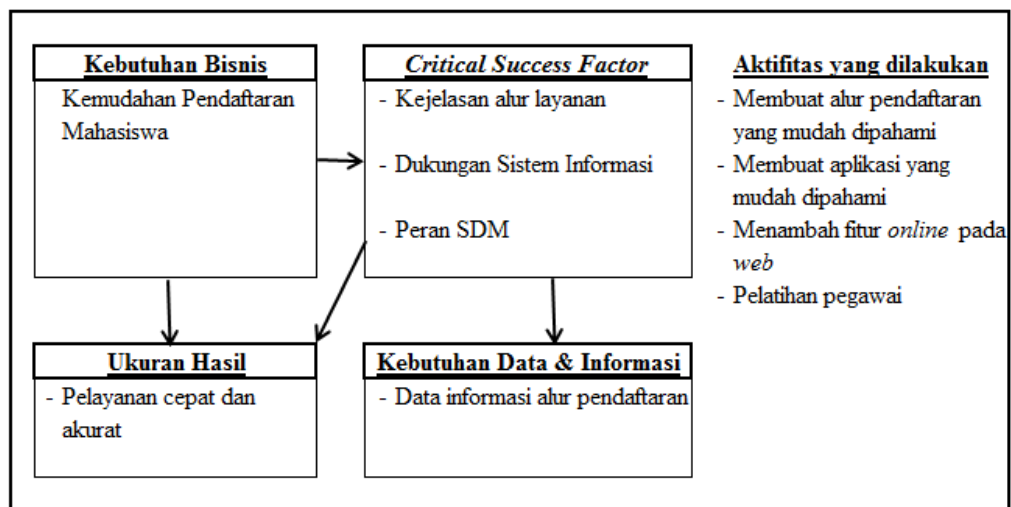 Kebutuhan Bisnis
Kemudahan Pendaftaran
Mahasiswa
Critical Success Factor
- Kejelasan alur layanan
- Dukungan Sistem Informasi
- Peran SDM
Aktifitas yang dilakukan
- Membuat alur pendaftaran
yang mudah dipahami
- Membuat aplikasi yang
mudah dipahami
- Menambah fitur online pada
web
- Pelatihan pegawai
Ukuran Hasil
- Pelayanan cepat dan
akurat
Kebutuhan Data & Informasi
- Data informasi alur pendaftaran